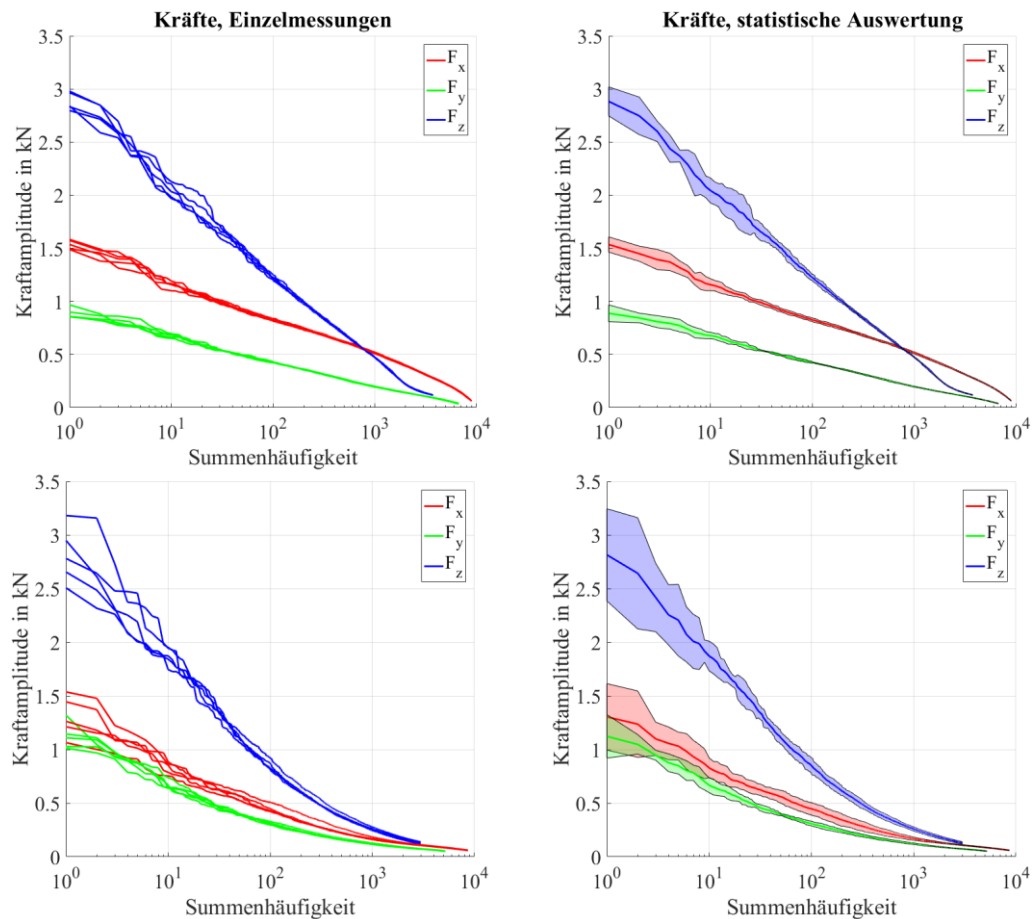 Kräfte, Einzelmessungen
3.5
3
2.5
2
1.5
1
0.5
0
Kraftamplitude in kN
F_x
F_y
F_z
10^0
10^1
10^2
10^3
10^4
Summenhäufigkeit
Kräfte, statistische Auswertung
3.5
3
2.5
2
1.5
1
0.5
0
Kraftamplitude in kN
F_x
F_y
F_z
10^0
10^1
10^2
10^3
10^4
Summenhäufigkeit
3.5
3
2.5
2
1.5
1
0.5
0
Kraftamplitude in kN
F_x
F_y
F_z
10^0
10^1
10^2
10^3
10^4
Summenhäufigkeit
3.5
3
2.5
2
1.5
1
0.5
0
Kraftamplitude in kN
F_x
F_y
F_z
10^0
10^1
10^2
10^3
10^4
Summenhäufigkeit